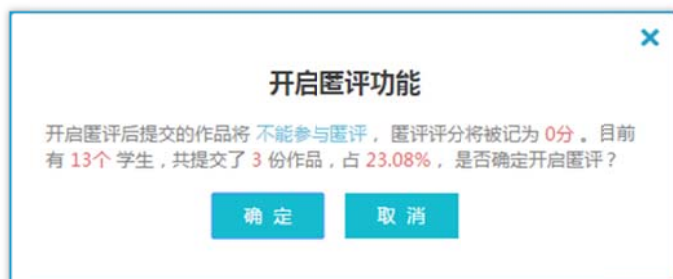 开启匿评功能
开启匿评后提交的作品将 不能参与匿评，匿评评分将被记为 0分 。目前
有 13个 学生，共提交了 3 份作品，占 23.08%，是否确定开启匿评？
确 定 取 消